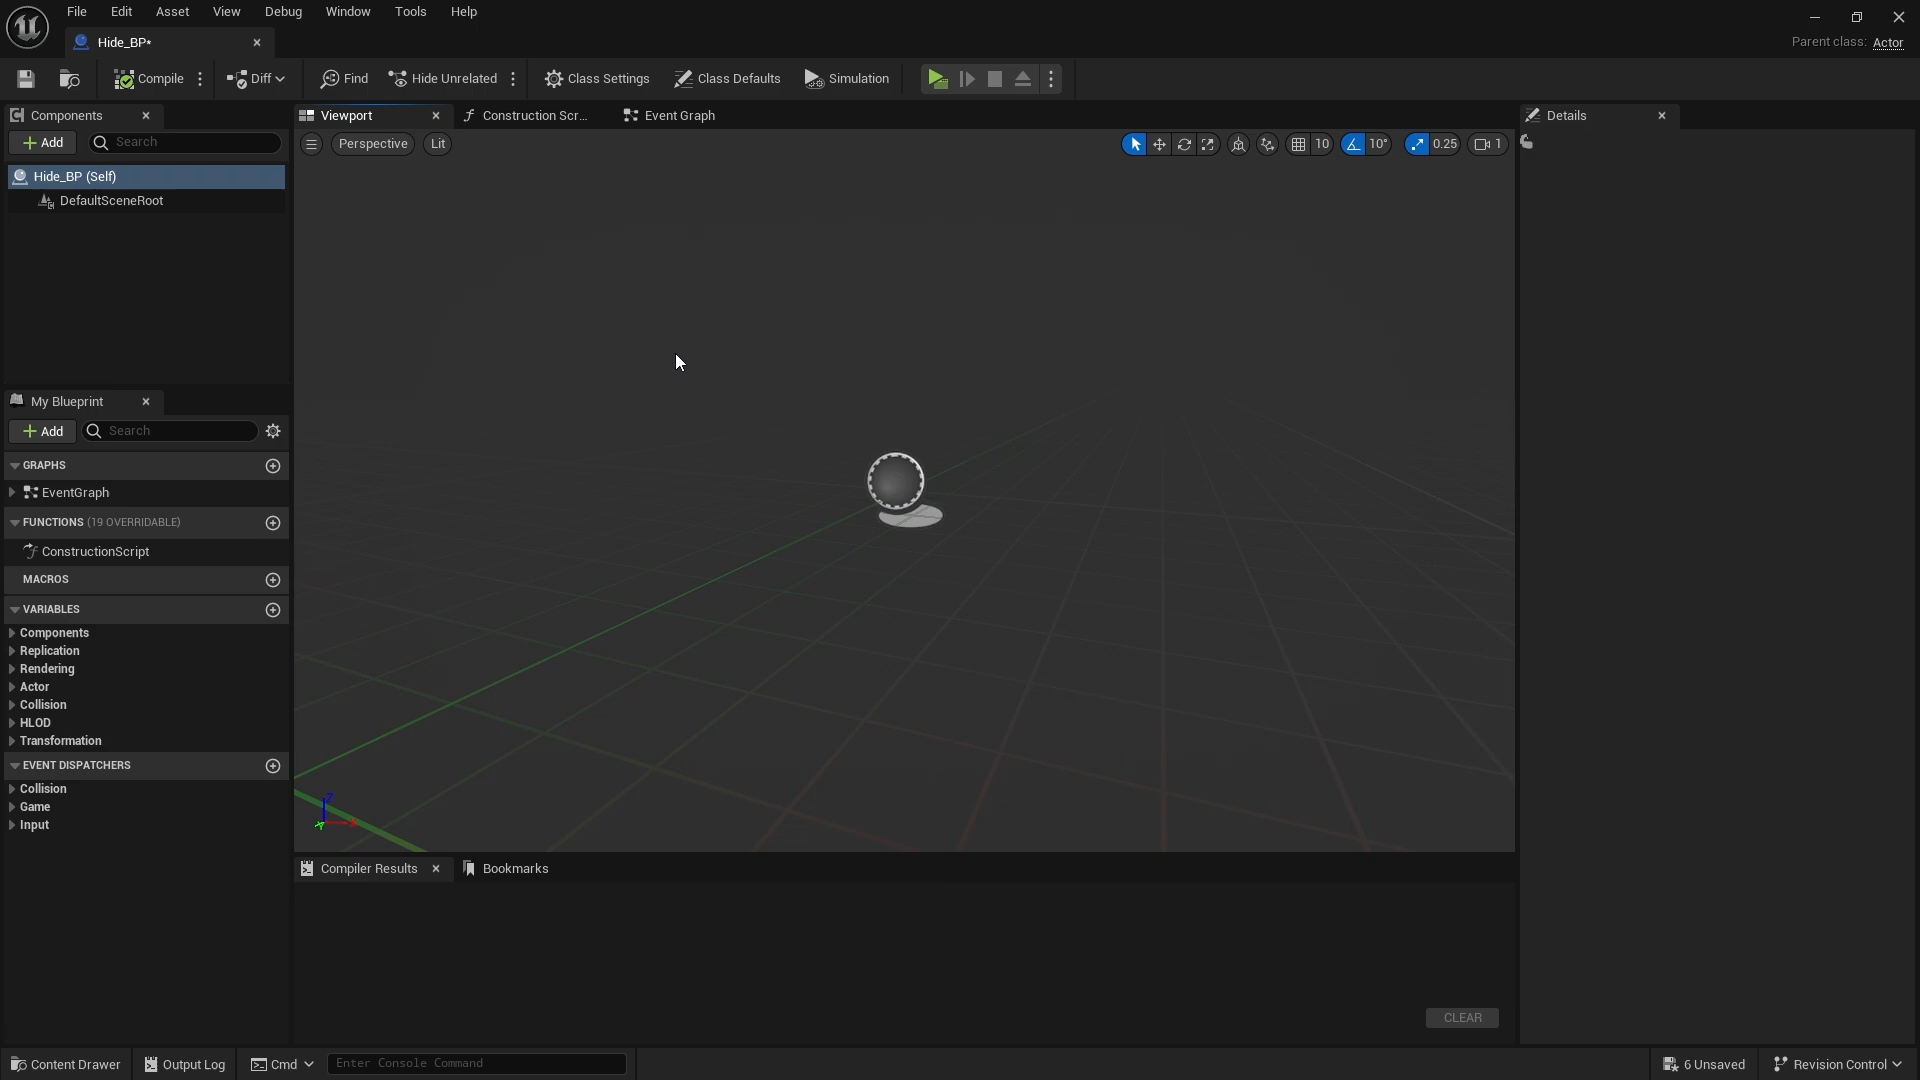 File Edit Asset View Debug Window Tools Help
Hide_BP*
Parent class: Actor
Compile Diff Find Hide Unrelated Class Settings Class Defaults Simulation
Components
Add Search
Hide_BP (Self)
DefaultSceneRoot
Viewport Construction Scr... Event Graph
Perspective Lit
10 10° 0.25 1
Details
My Blueprint
Add Search
GRAPHS
EventGraph
FUNCTIONS (19 OVERRIDABLE)
ConstructionScript
MACROS
VARIABLES
Components
Replication
Rendering
Actor
Collision
HLOD
Transformation
EVENT DISPATCHERS
Collision
Game
Input
Z
Y X
Compiler Results Bookmarks
CLEAR
Content Drawer Output Log Cmd Enter Console Command 6 Unsaved Revision Control